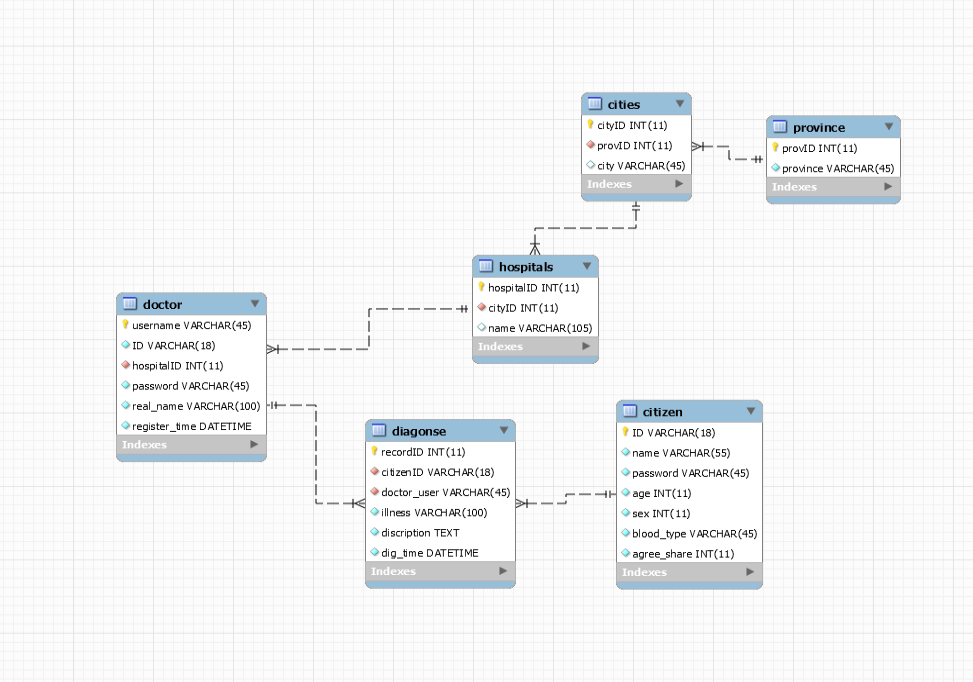 cities
cityID INT(11)
provID INT(11)
city VARCHAR(45)
Indexes
province
provID INT(11)
province VARCHAR(45)
Indexes
hospitals
hospitalID INT(11)
cityID INT(11)
name VARCHAR(105)
Indexes
doctor
username VARCHAR(45)
ID VARCHAR(18)
hospitalID INT(11)
password VARCHAR(45)
real_name VARCHAR(100)
register_time DATETIME
Indexes
diagonse
recordID INT(11)
citizenID VARCHAR(18)
doctor_user VARCHAR(45)
illness VARCHAR(100)
discription TEXT
dig_time DATETIME
Indexes
citizen
ID VARCHAR(18)
name VARCHAR(55)
password VARCHAR(45)
age INT(11)
sex INT(11)
blood_type VARCHAR(45)
agree_share INT(11)
Indexes